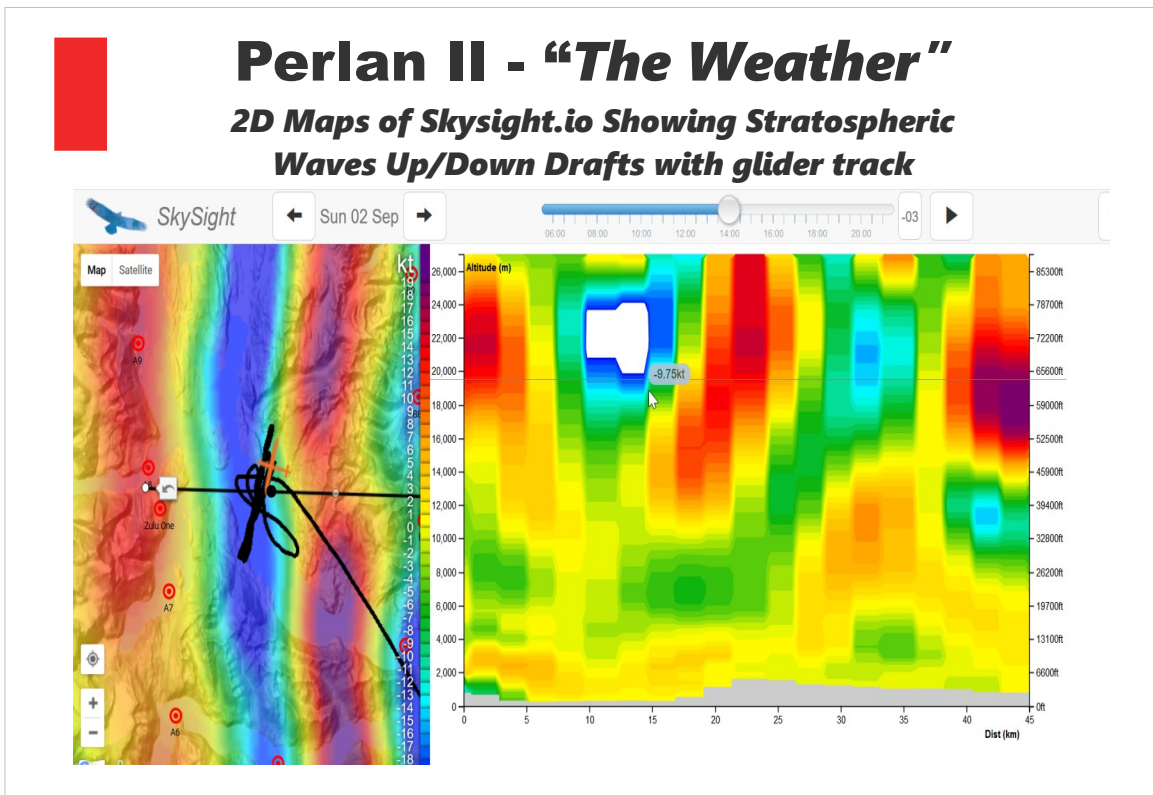 Perlan II - “The Weather”
2D Maps of Skysight.io Showing Stratospheric
Waves Up/Down Drafts with glider track
SkySight
Sun 02 Sep
06:00 08:00 10:00 12:00 14:00 16:00 18:00 20:00
-03
Map Satellite
kt
19
18
17
16
15
14
13
12
11
10
9
8
7
6
5
4
3
2
1
0
-1
-2
-3
-4
-5
-6
-7
-8
-9
-10
-11
-12
-13
-14
-15
-16
-17
-18
A9
Zulu One
A7
A6
+
−
Altitude (m)
26,000
24,000
22,000
20,000
18,000
16,000
14,000
12,000
10,000
8,000
6,000
4,000
2,000
0
-9.75kt
85300ft
78700ft
72200ft
65600ft
59000ft
52500ft
45900ft
39400ft
32800ft
26200ft
19700ft
13100ft
6600ft
0ft
0 5 10 15 20 25 30 35 40 45
Dist (km)